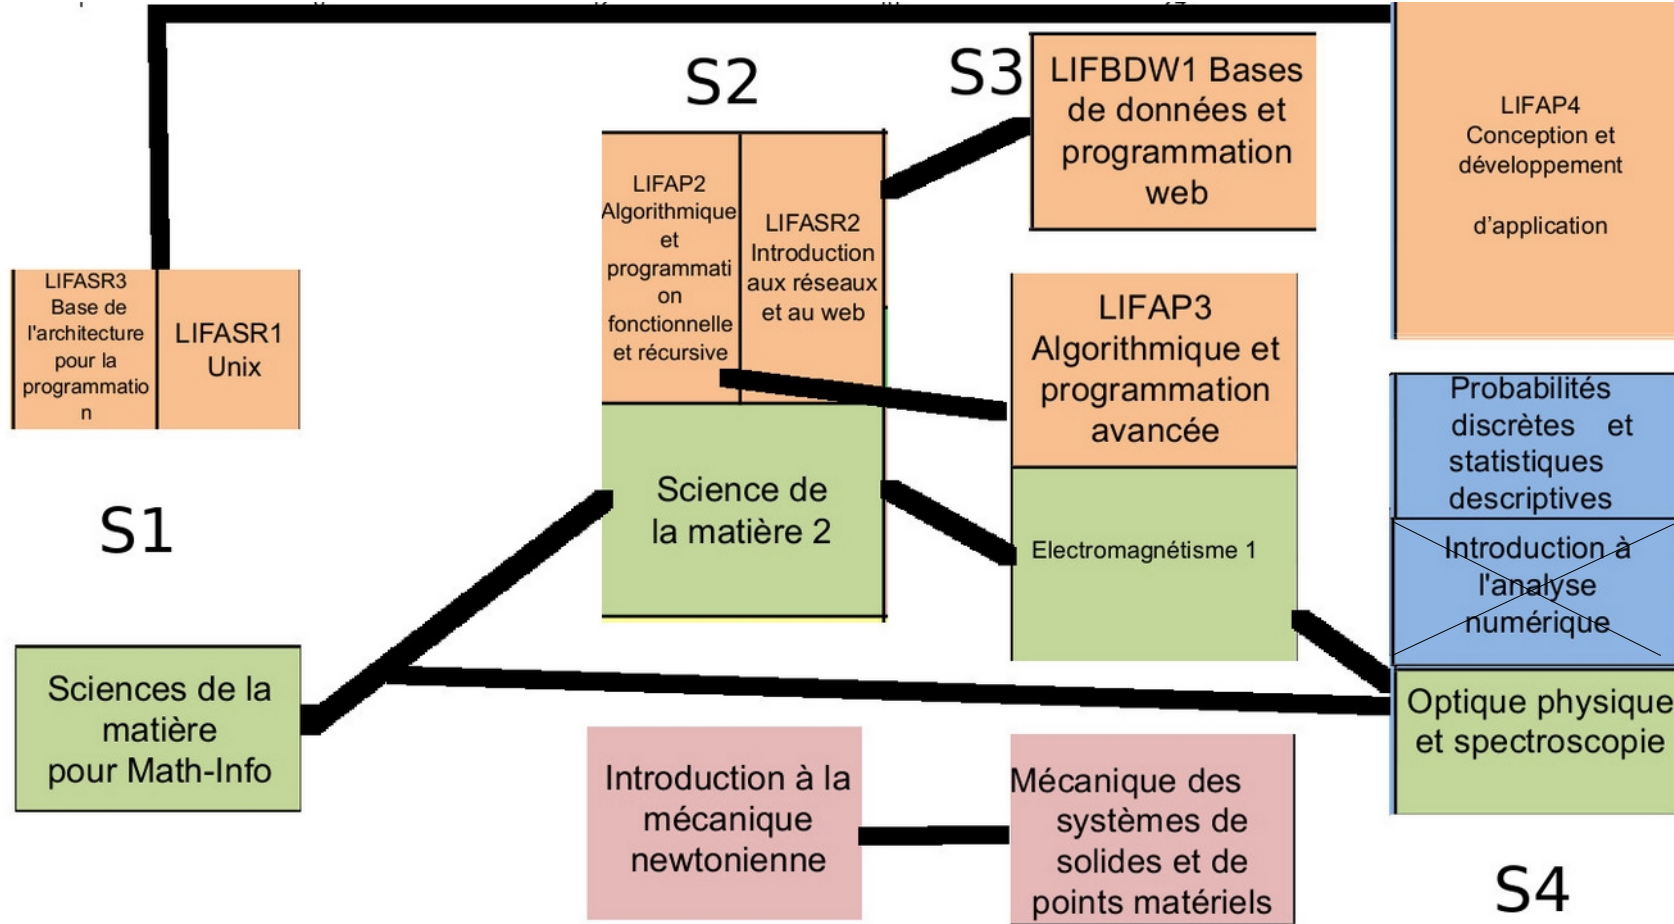 S1
LIFASR3
Base de
l'architecture
pour la
programmatio
n
LIFASR1
Unix
Sciences de la
matière
pour Math-Info
S2
LIFAP2
Algorithmique
et
programmati
on
fonctionnelle
et récursive
LIFASR2
Introduction
aux réseaux
et au web
Science de
la matière 2
Introduction à la
mécanique
newtonienne
S3
LIFBDW1 Bases
de données et
programmation
web
LIFAP3
Algorithmique et
programmation
avancée
Electromagnétisme 1
Mécanique des
systèmes de
solides et de
points matériels
LIFAP4
Conception et
développement
d’application
Probabilités
discrètes et
statistiques
descriptives
Introduction à
l'analyse
numérique
Optique physique
et spectroscopie
S4